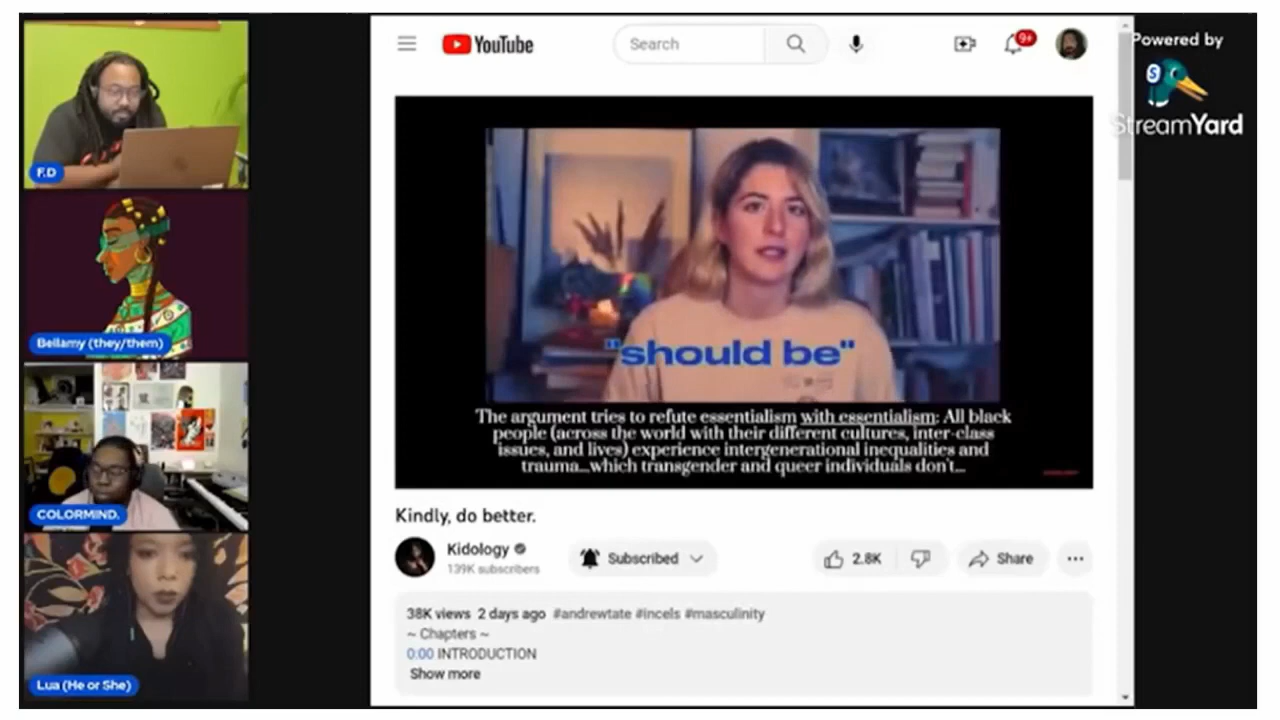 YouTube
Search
9+
Powered by
StreamYard
F.D
Bellamy (they/them)
COLORMIND.
Lua (He or She)
"should be"
The argument tries to refute essentialism with essentialism: All black
people (across the world with their different cultures, inter-class
issues, and lives) experience intergenerational inequalities and
trauma...which transgender and queer individuals don't...
Kindly, do better.
Kidology
139K subscribers
Subscribed
2.8K
Share
38K views 2 days ago #andrewtate #incels #masculinity
~ Chapters ~
0:00 INTRODUCTION
Show more